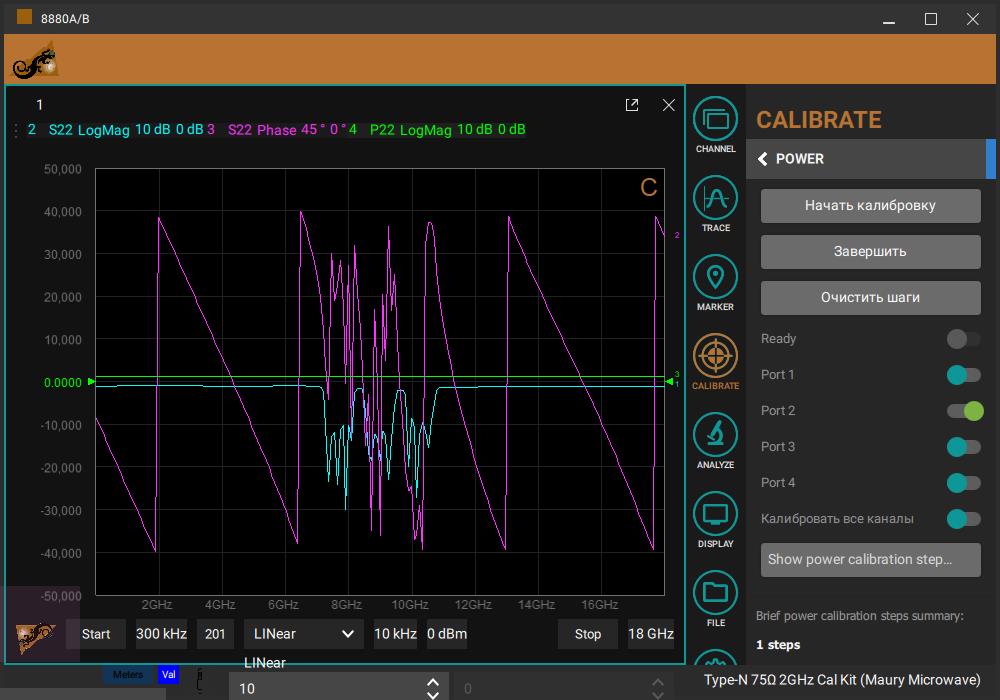 8880A/B
1
2 S22 LogMag 10 dB 0 dB 3 S22 Phase 45 ° 0 ° 4 P22 LogMag 10 dB 0 dB
50,000
40,000
30,000
20,000
10,000
0.0000
-10,000
-20,000
-30,000
-40,000
-50,000
C
2
3
1
2GHz 4GHz 6GHz 8GHz 10GHz 12GHz 14GHz 16GHz
Start 300 kHz 201 LINear 10 kHz 0 dBm Stop 18 GHz
LINear
Meters Val
10 0
CHANNEL
TRACE
MARKER
CALIBRATE
ANALYZE
DISPLAY
FILE
CALIBRATE
POWER
Начать калибровку
Завершить
Очистить шаги
Ready
Port 1
Port 2
Port 3
Port 4
Калибровать все каналы
Show power calibration step...
Brief power calibration steps summary:
1 steps
Type-N 75Ω 2GHz Cal Kit (Maury Microwave)